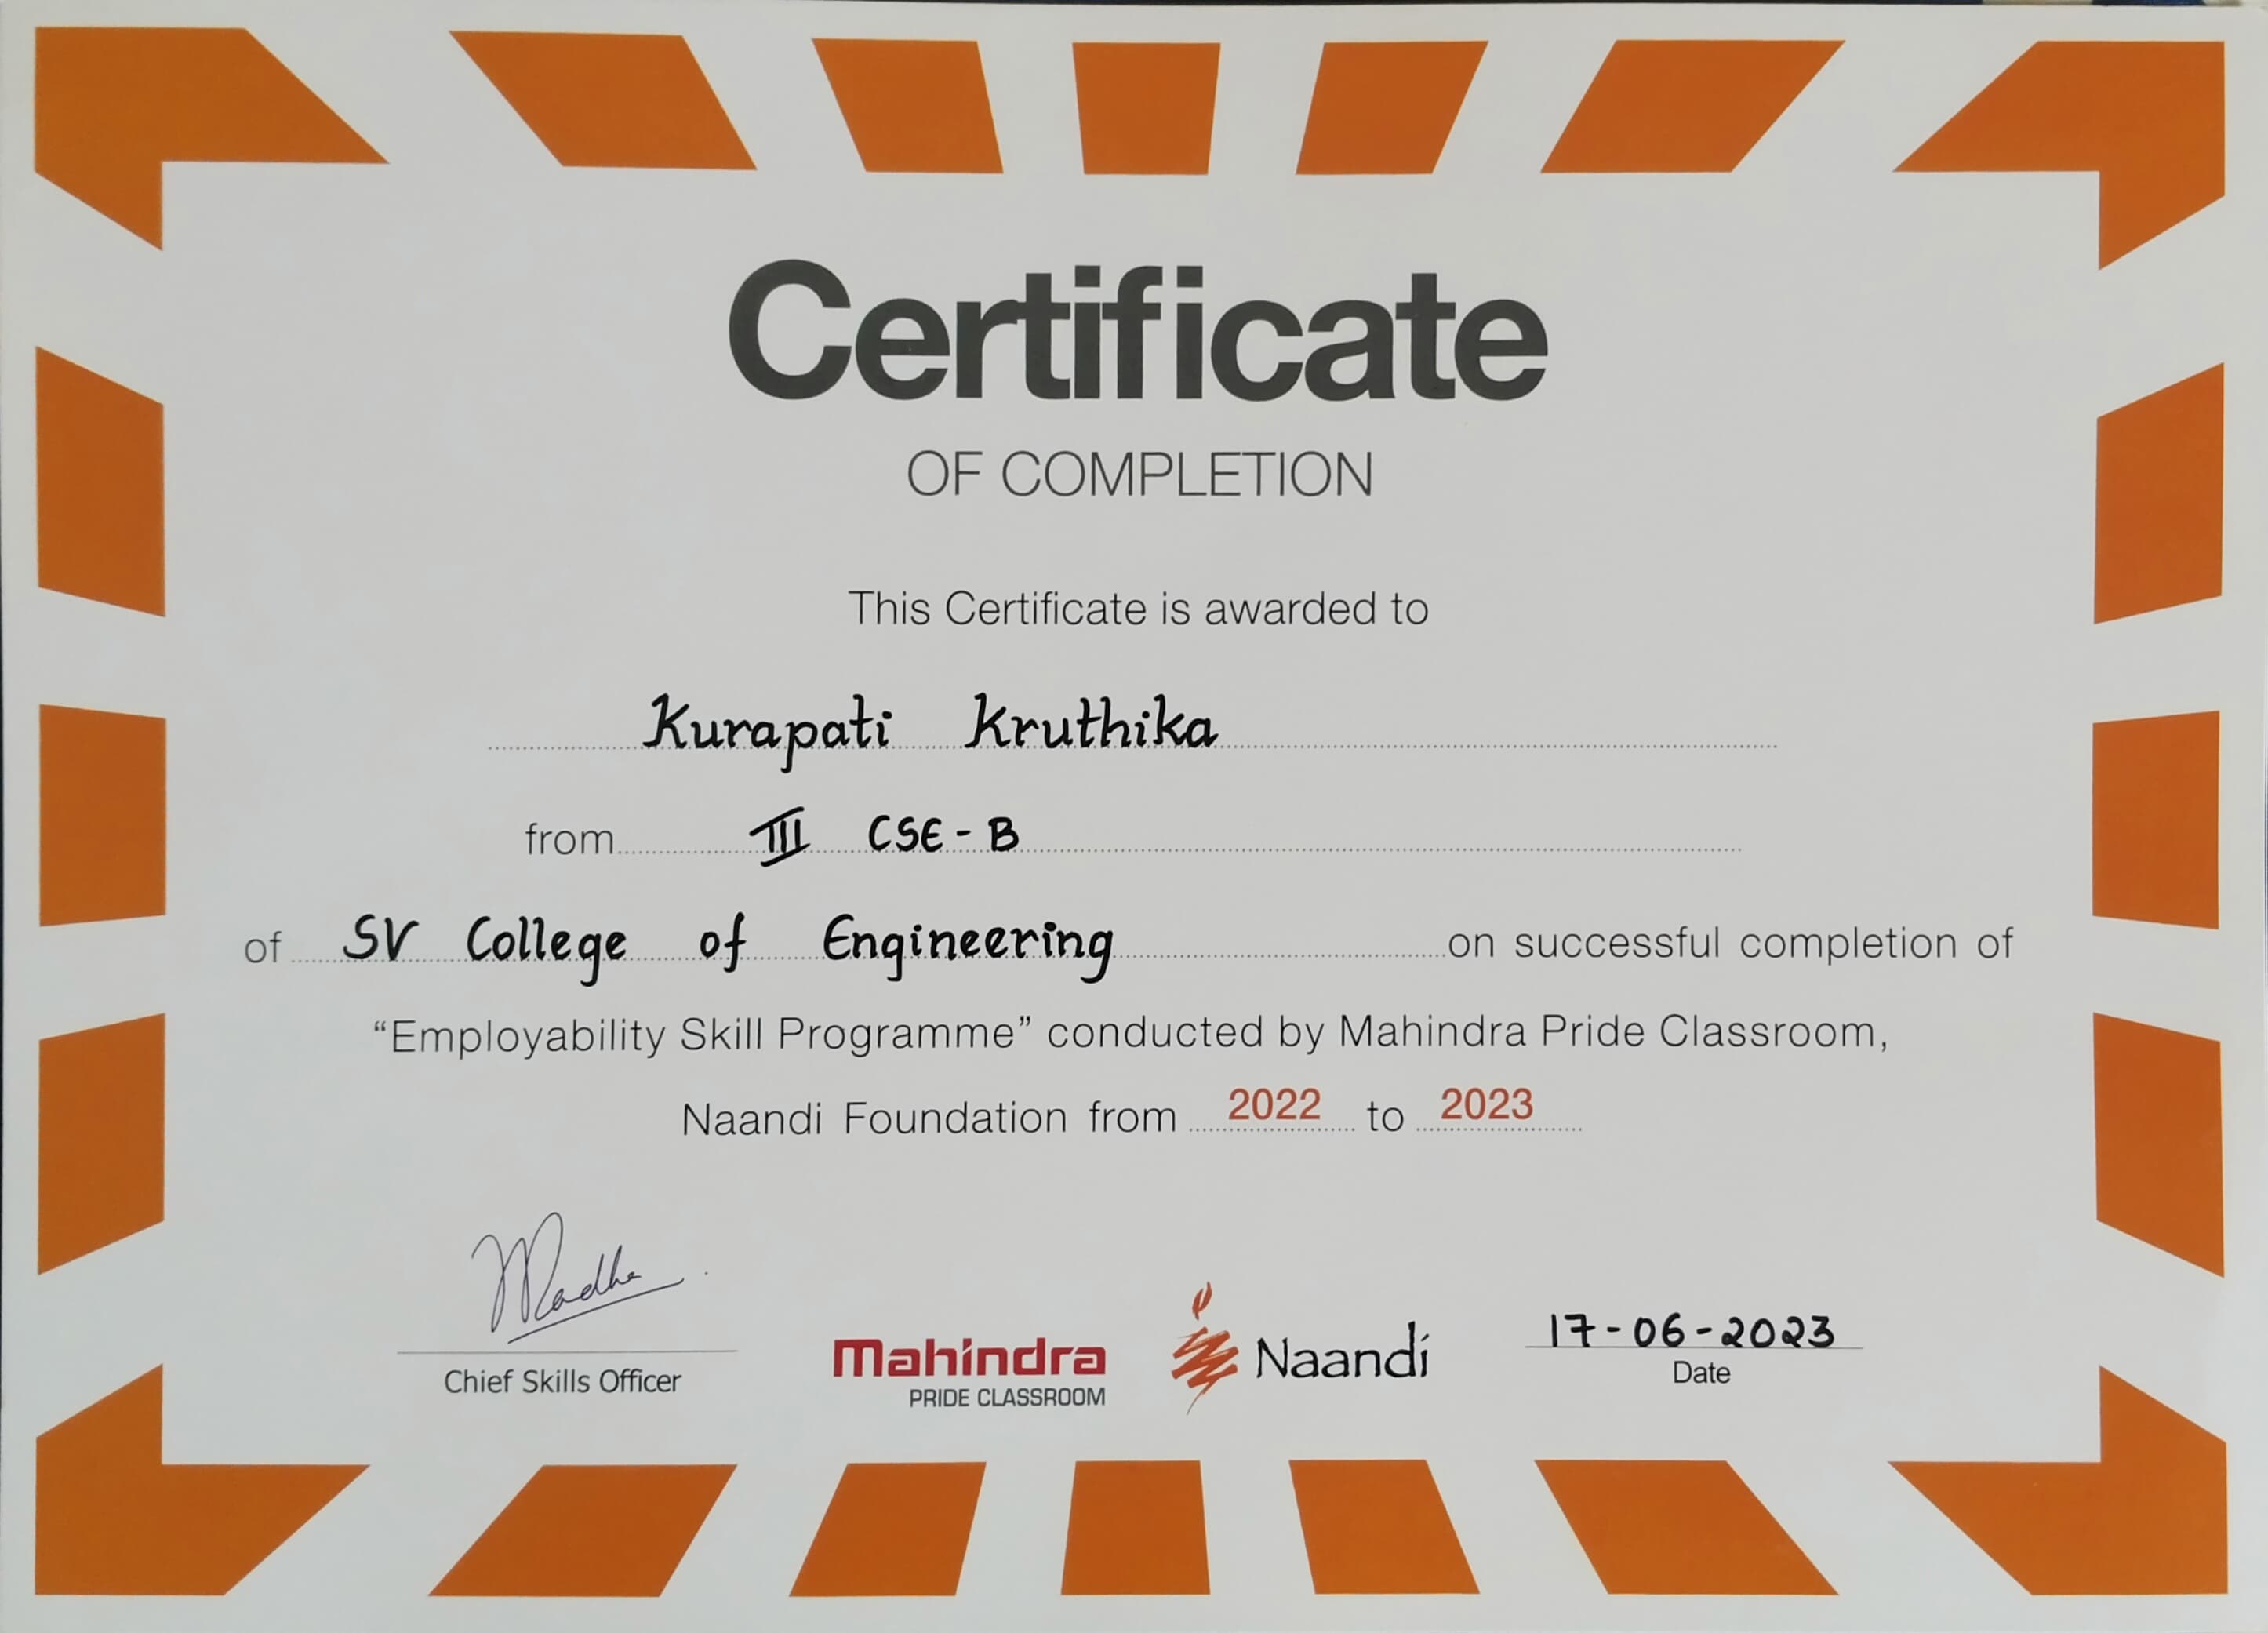 Certificate
OF COMPLETION
This Certificate is awarded to
Kurapati Kruthika
from III CSE-B
of SV College of Engineering on successful completion of
“Employability Skill Programme” conducted by Mahindra Pride Classroom,
Naandi Foundation from 2022 to 2023
Madhu
Chief Skills Officer
Mahindra
PRIDE CLASSROOM
Naandi
17-06-2023
Date